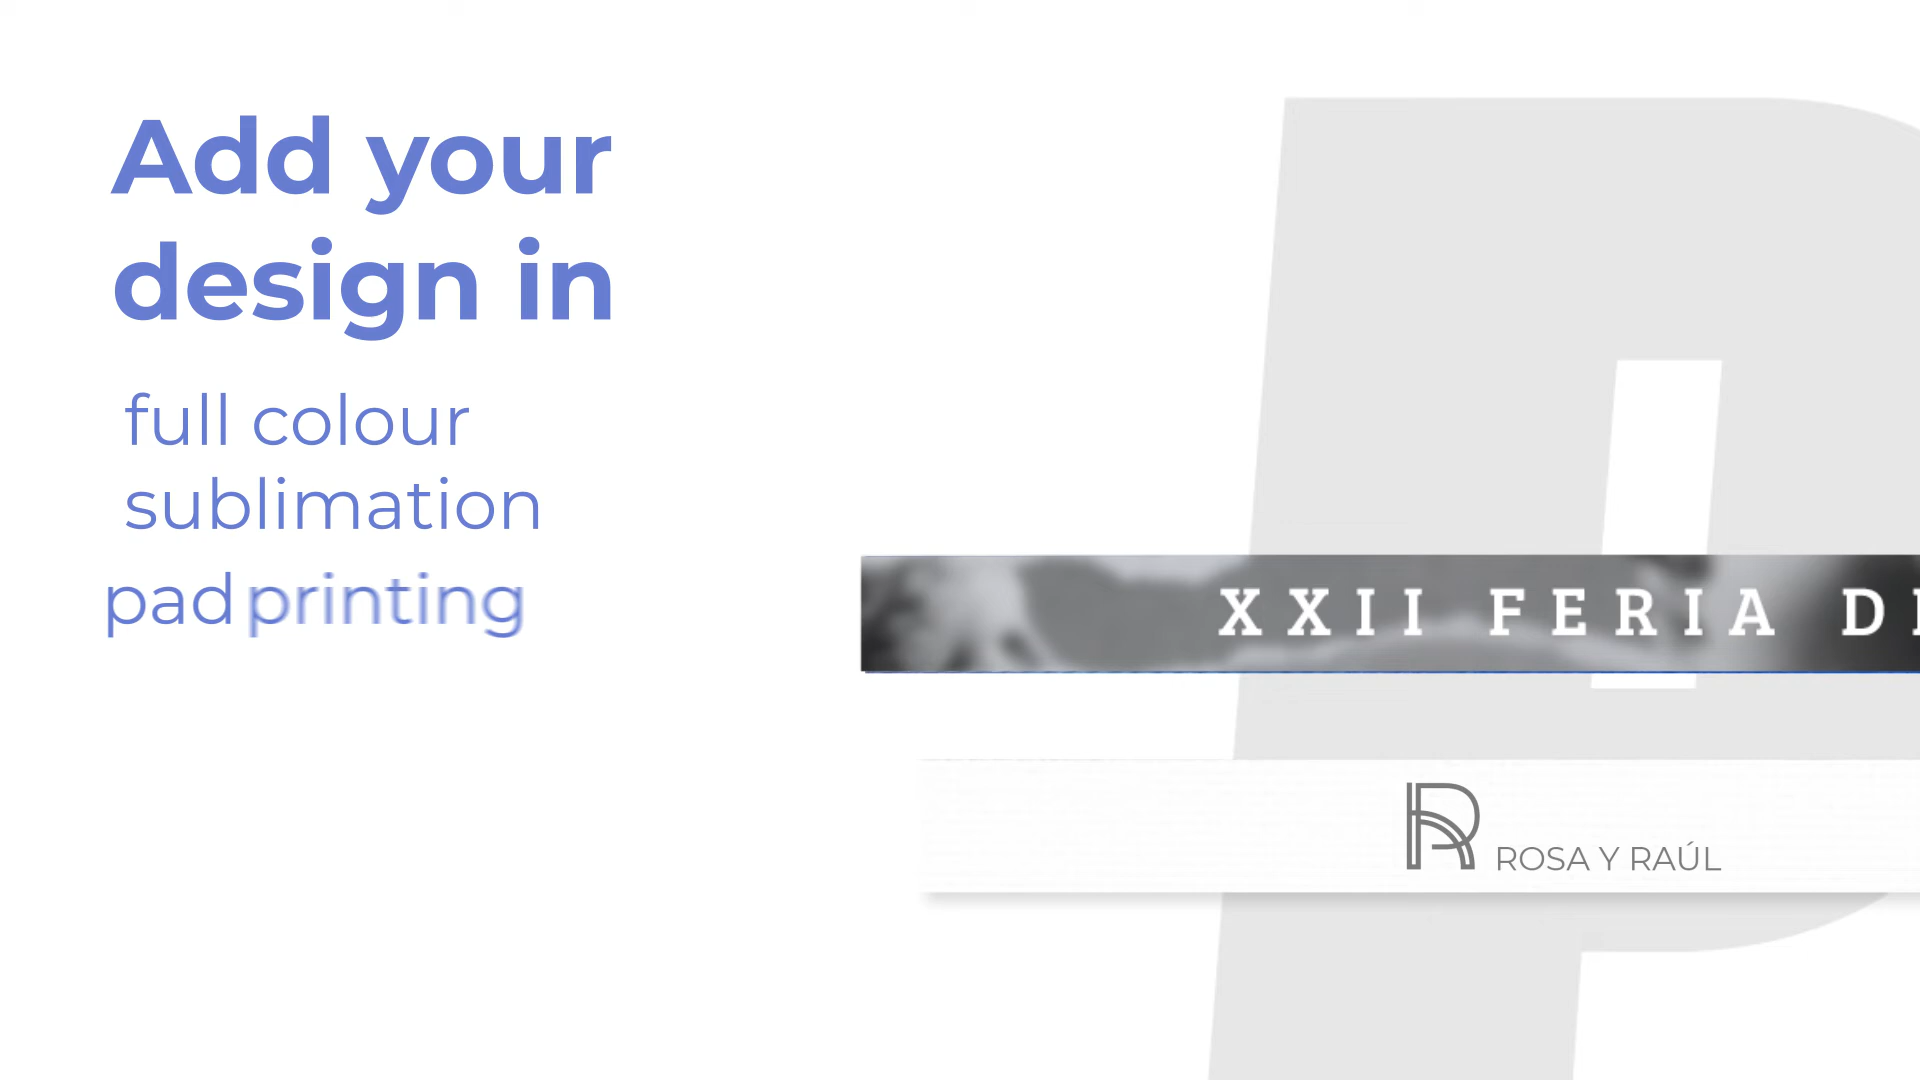 Add your
design in
full colour
sublimation
pad printing
XXII FERIA D
R ROSA Y RAÚL